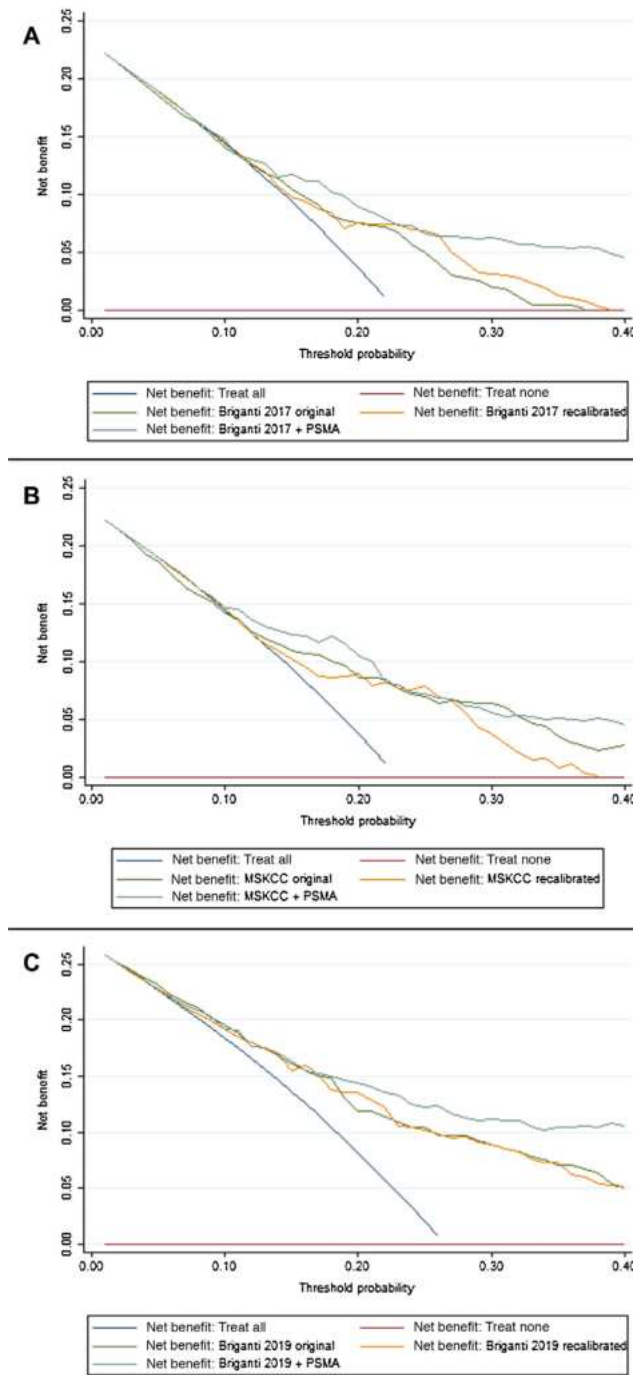 A
0.25
0.20
0.15
0.10
0.05
0.00
Net benefit
0.00 0.10 0.20 0.30 0.40
Threshold probability
Net benefit: Treat all Net benefit: Treat none
Net benefit: Briganti 2017 original Net benefit: Briganti 2017 recalibrated
Net benefit: Briganti 2017 + PSMA
B
0.25
0.20
0.15
0.10
0.05
0.00
Net benefit
0.00 0.10 0.20 0.30 0.40
Threshold probability
Net benefit: Treat all Net benefit: Treat none
Net benefit: MSKCC original Net benefit: MSKCC recalibrated
Net benefit: MSKCC + PSMA
C
0.25
0.20
0.15
0.10
0.05
0.00
Net benefit
0.00 0.10 0.20 0.30 0.40
Threshold probability
Net benefit: Treat all Net benefit: Treat none
Net benefit: Briganti 2019 original Net benefit: Briganti 2019 recalibrated
Net benefit: Briganti 2019 + PSMA